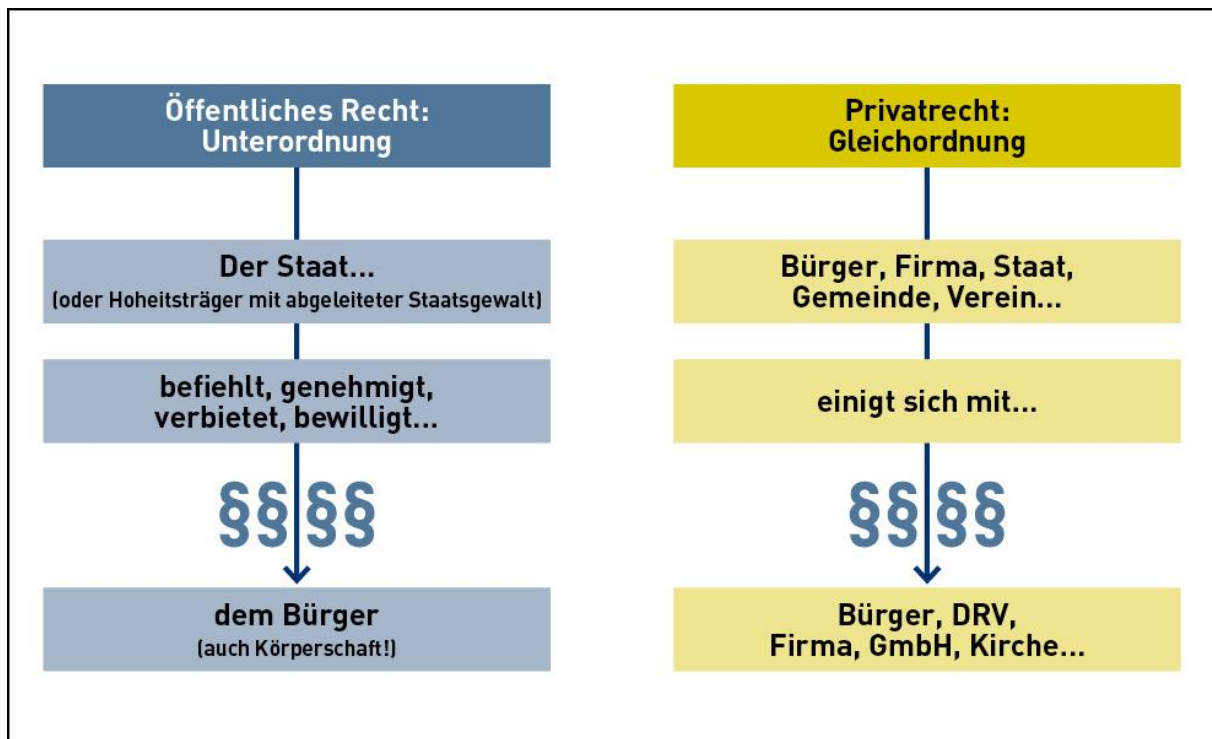 Öffentliches Recht:
Unterordnung
Der Staat...
(oder Hoheitsträger mit abgeleiteter Staatsgewalt)
befiehlt, genehmigt,
verbietet, bewilligt...
§§ §§
dem Bürger
(auch Körperschaft!)
Privatrecht:
Gleichordnung
Bürger, Firma, Staat,
Gemeinde, Verein...
einigt sich mit...
§§ §§
Bürger, DRV,
Firma, GmbH, Kirche...